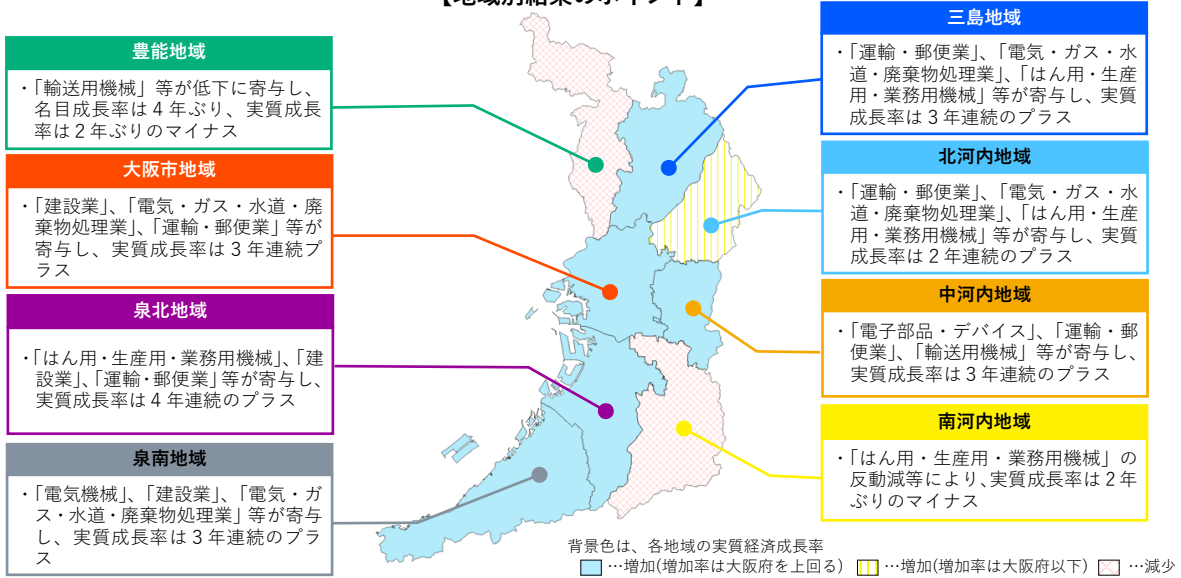 【地域別結果のポイント】
豊能地域
・「輸送用機械」等が低下に寄与し、
名目成長率は４年ぶり、実質成長
率は２年ぶりのマイナス
大阪市地域
・「建設業」、「電気・ガス・水道・廃
棄物処理業」、「運輸・郵便業」等が
寄与し、実質成長率は３年連続プ
ラス
泉北地域
・「はん用・生産用・業務用機械」、「建
設業」、「運輸・郵便業」等が寄与し、
実質成長率は４年連続のプラス
泉南地域
・「電気機械」、「建設業」、「電気・ガ
ス・水道・廃棄物処理業」等が寄与
し、実質成長率は３年連続のプラ
ス
三島地域
・「運輸・郵便業」、「電気・ガス・水
道・廃棄物処理業」、「はん用・生産
用・業務用機械」等が寄与し、実質
成長率は３年連続のプラス
北河内地域
・「運輸・郵便業」、「電気・ガス・水
道・廃棄物処理業」、「はん用・生産
用・業務用機械」等が寄与し、実質
成長率は２年連続のプラス
中河内地域
・「電子部品・デバイス」、「運輸・郵
便業」、「輸送用機械」等が寄与し、
実質成長率は３年連続のプラス
南河内地域
・「はん用・生産用・業務用機械」の
反動減等により、実質成長率は２年
ぶりのマイナス
背景色は、各地域の実質経済成長率
…増加(増加率は大阪府を上回る) …増加(増加率は大阪府以下) …減少